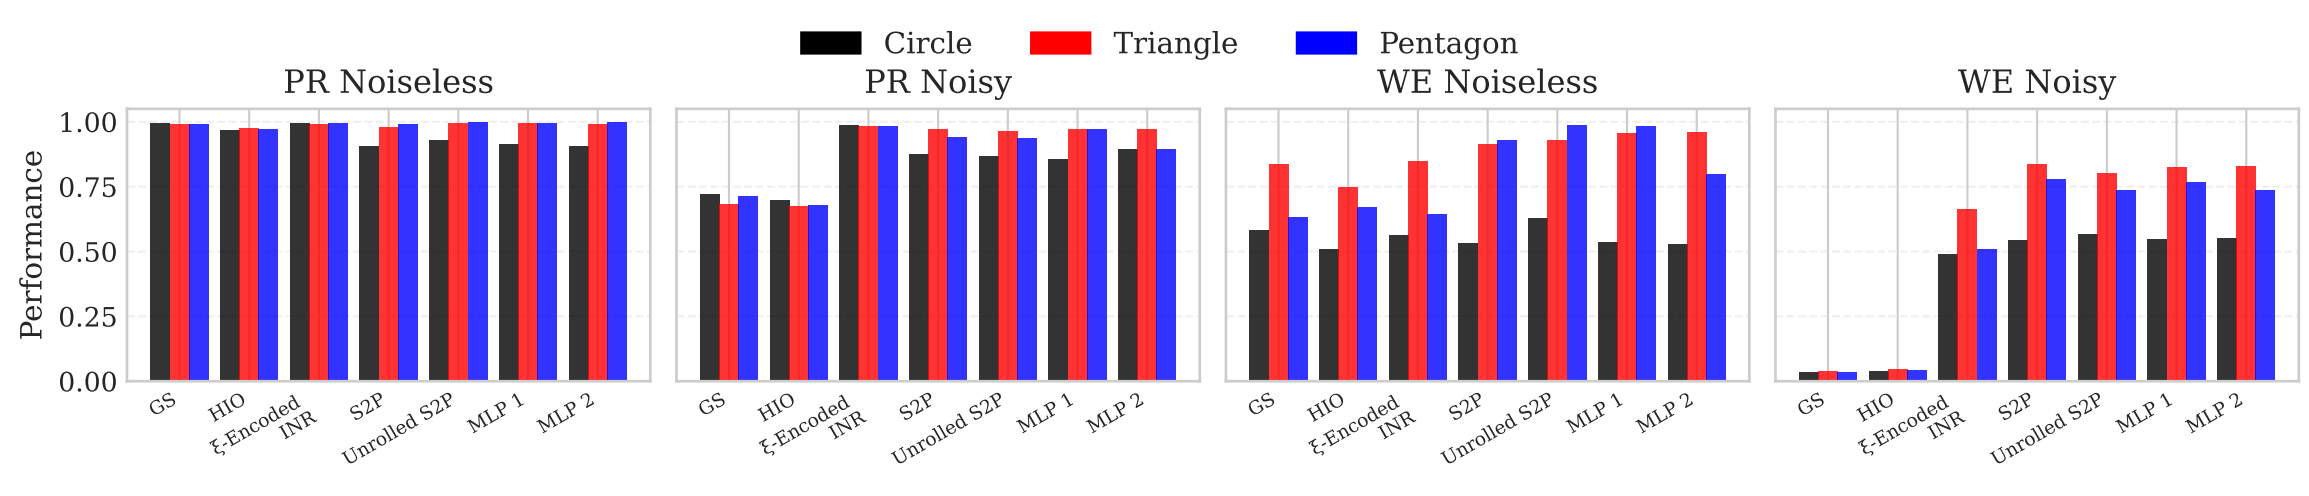 Circle Triangle Pentagon
PR Noiseless PR Noisy WE Noiseless WE Noisy
Performance
1.00
0.75
0.50
0.25
0.00
GS HIO ξ-Encoded INR S2P Unrolled S2P MLP 1 MLP 2
GS HIO ξ-Encoded INR S2P Unrolled S2P MLP 1 MLP 2
GS HIO ξ-Encoded INR S2P Unrolled S2P MLP 1 MLP 2
GS HIO ξ-Encoded INR S2P Unrolled S2P MLP 1 MLP 2